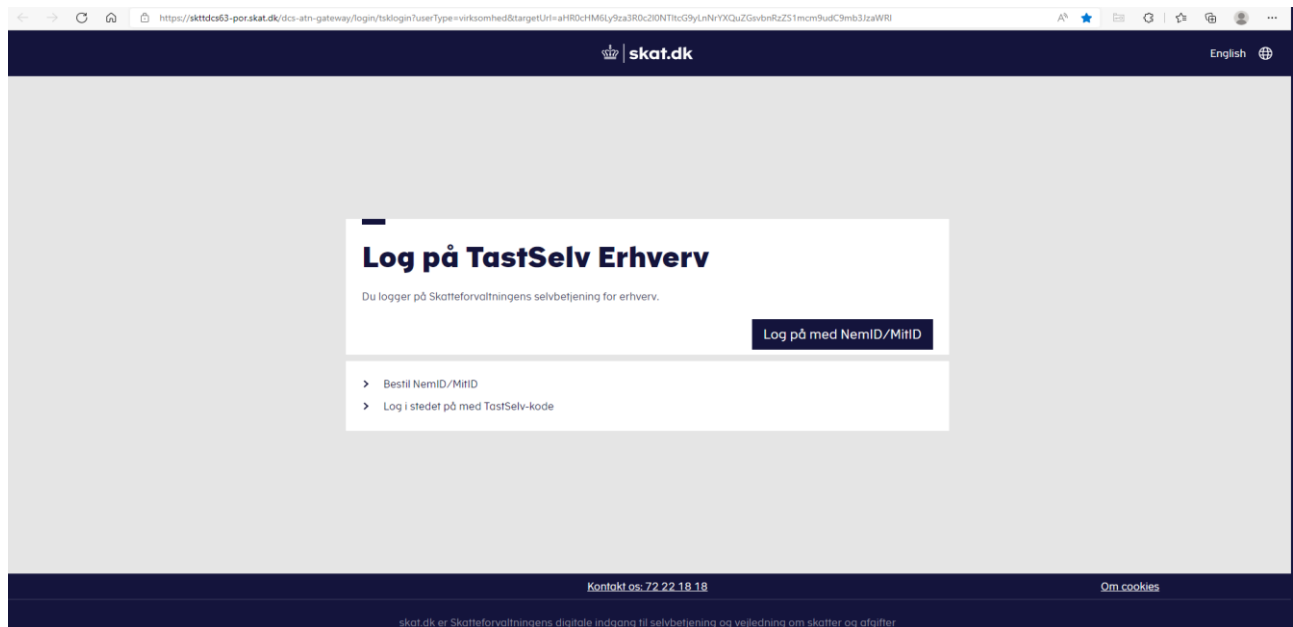 https://skttdcs63-por.skat.dk/dcs-atn-gateway/login/tsklogin?userType=virksomhed&targetUrl=
skat.dk
English
Log på TastSelv Erhverv
Du logger på Skatteforvaltningens selvbetjening for erhverv.
Log på med NemID/MitID
Bestil NemID/MitID
Log i stedet på med TastSelv-kode
Kontakt os: 72 22 18 18
Om cookies
skat.dk er Skatteforvaltningens digitale indgang til selvbetjening og vejledning om skatter og afgifter